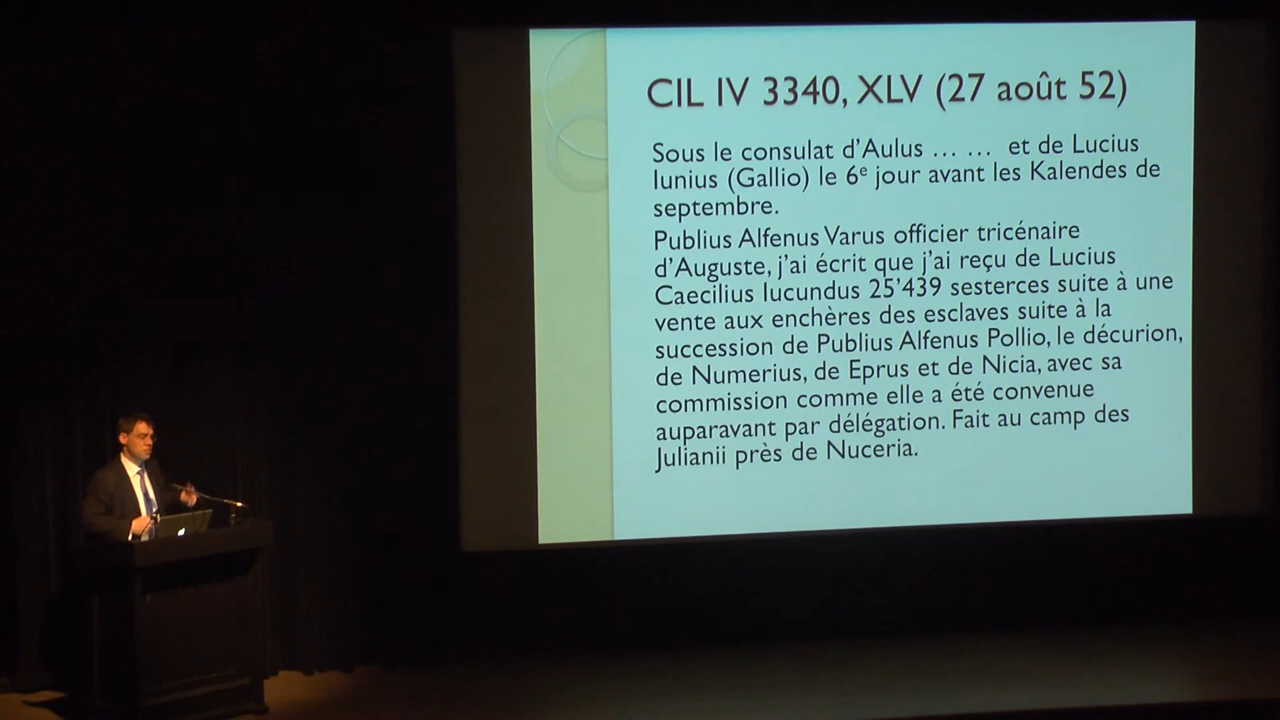 CIL IV 3340, XLV (27 août 52)
Sous le consulat d’Aulus … … et de Lucius
Iunius (Gallio) le 6e jour avant les Kalendes de
septembre.
Publius Alfenus Varus officier tricénaire
d’Auguste, j’ai écrit que j’ai reçu de Lucius
Caecilius Iucundus 25’439 sesterces suite à une
vente aux enchères des esclaves suite à la
succession de Publius Alfenus Pollio, le décurion,
de Numerius, de Eprus et de Nicia, avec sa
commission comme elle a été convenue
auparavant par délégation. Fait au camp des
Julianii près de Nuceria.